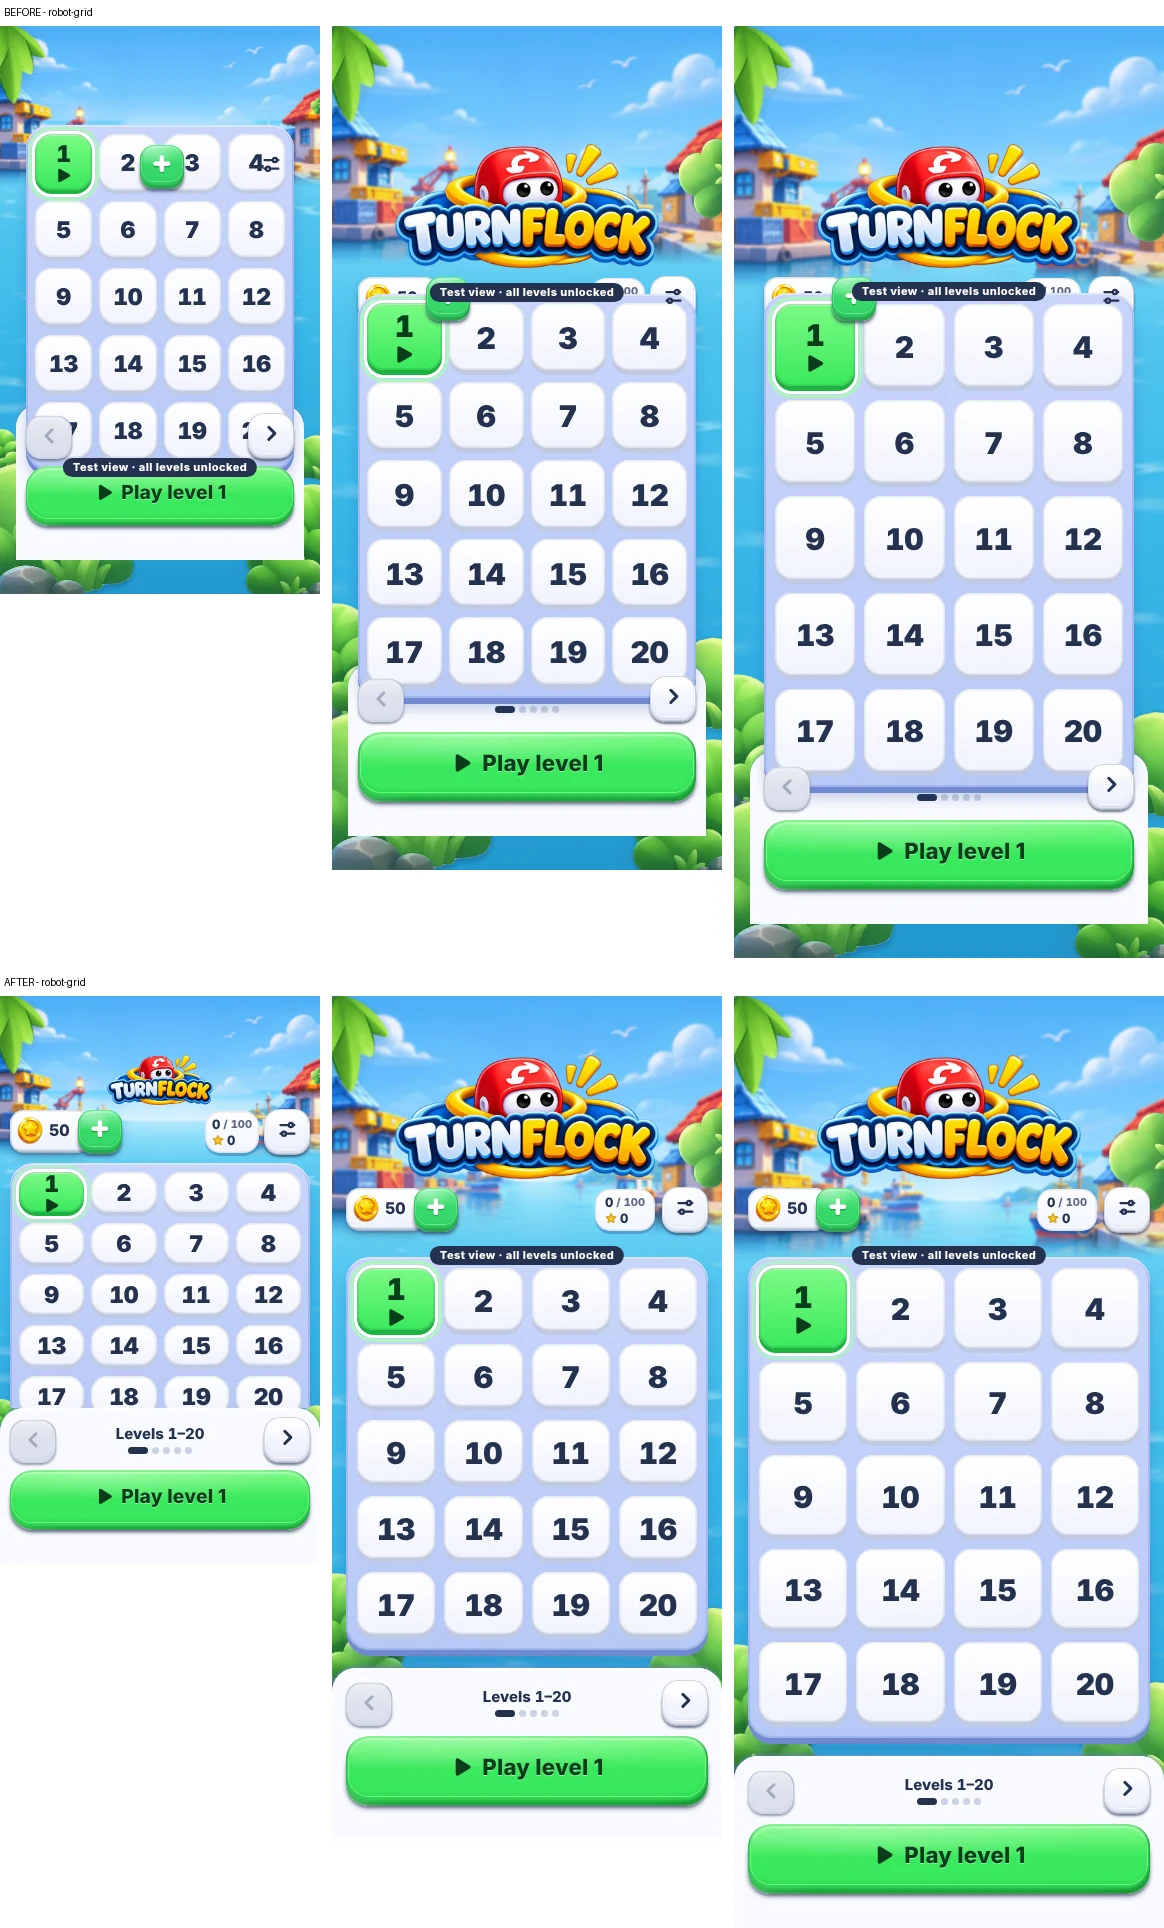 BEFORE - robot-grid
1 2 3 4
5 6 7 8
9 10 11 12
13 14 15 16
18 19
Test view · all levels unlocked
Play level 1
TURNFLOCK
Test view · all levels unlocked
1 2 3 4
5 6 7 8
9 10 11 12
13 14 15 16
17 18 19 20
Play level 1
TURNFLOCK
Test view · all levels unlocked
1 2 3 4
5 6 7 8
9 10 11 12
13 14 15 16
17 18 19 20
Play level 1
AFTER - robot-grid
TURNFLOCK
50 0 / 100
0
1 2 3 4
5 6 7 8
9 10 11 12
13 14 15 16
17 18 19 20
Levels 1–20
Play level 1
TURNFLOCK
50 0 / 100
0
Test view · all levels unlocked
1 2 3 4
5 6 7 8
9 10 11 12
13 14 15 16
17 18 19 20
Levels 1–20
Play level 1
TURNFLOCK
50 0 / 100
0
Test view · all levels unlocked
1 2 3 4
5 6 7 8
9 10 11 12
13 14 15 16
17 18 19 20
Levels 1–20
Play level 1